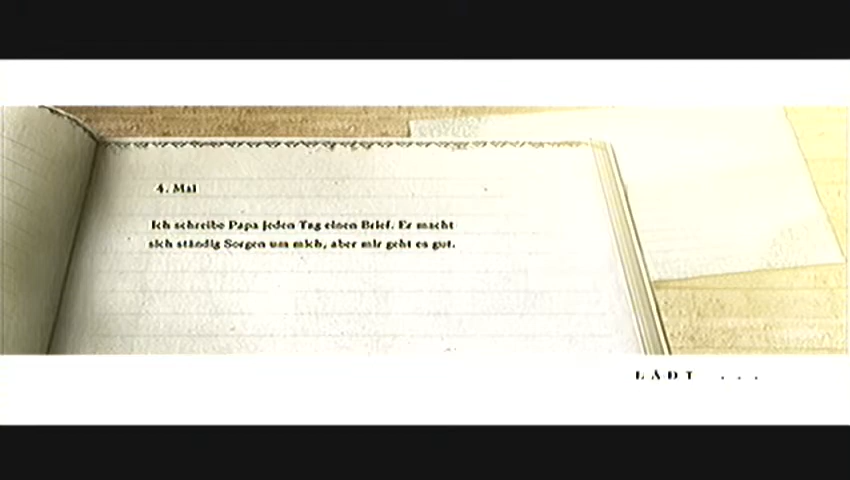 4. Mai
Ich schreibe Papa jeden Tag einen Brief. Er macht
sich ständig Sorgen um mich, aber mir geht es gut.
LÄDT ...